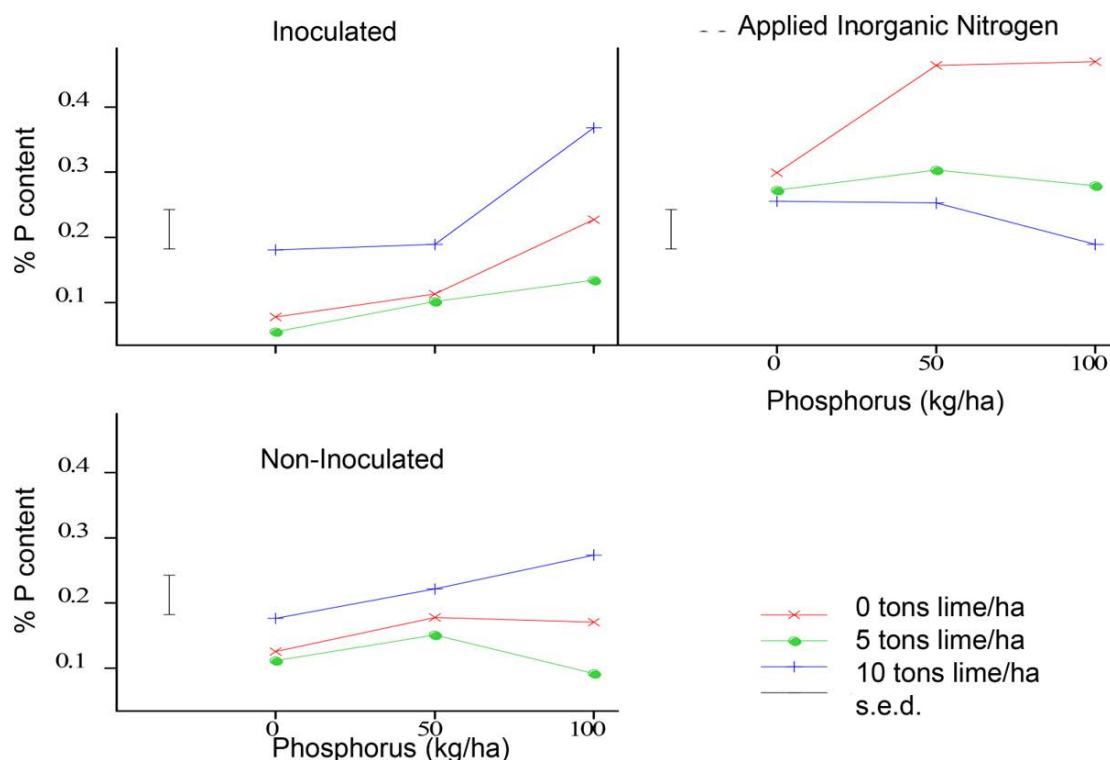 Inoculated
Applied Inorganic Nitrogen
% P content
0.4
0.3
0.2
0.1
0
50
100
Phosphorus (kg/ha)
Non-Inoculated
% P content
0.4
0.3
0.2
0.1
0
50
100
Phosphorus (kg/ha)
0 tons lime/ha
5 tons lime/ha
10 tons lime/ha
s.e.d.